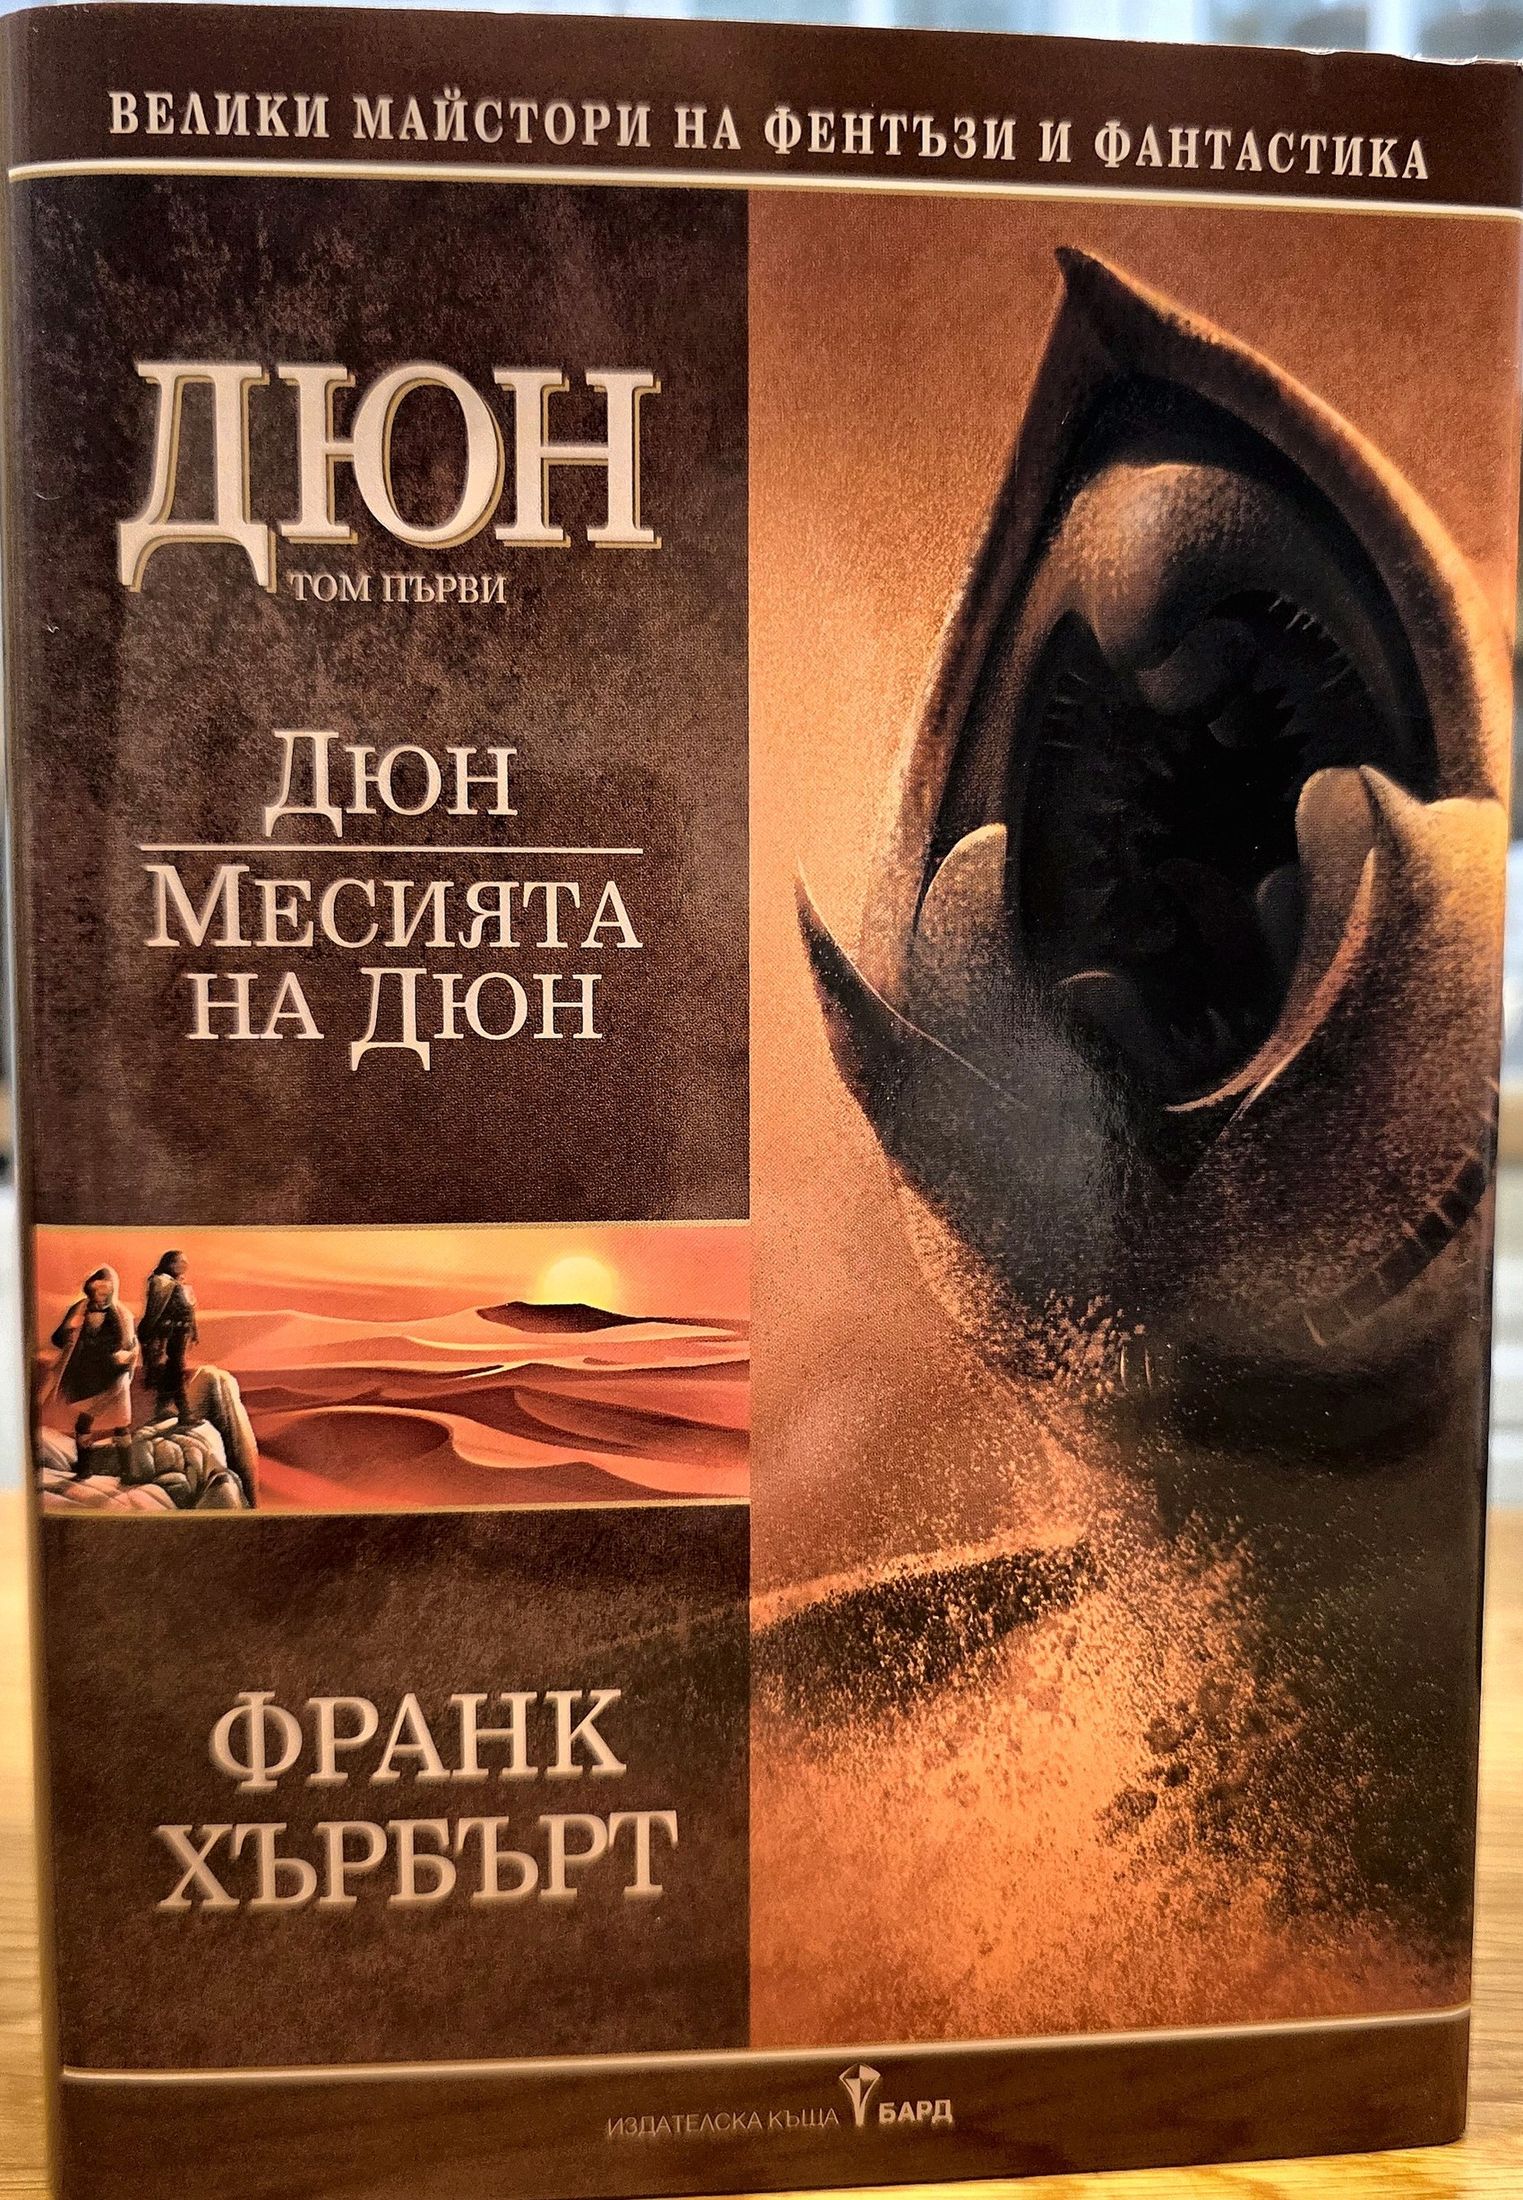 ВЕЛИКИ МАЙСТОРИ НА ФЕНТЪЗИ И ФАНТАСТИКА
ДЮН
ТОМ ПЪРВИ
ДЮН
МЕСИЯТА
НА ДЮН
ФРАНК
ХЪРБЪРТ
ИЗДАТЕЛСКА КЪЩА БАРД